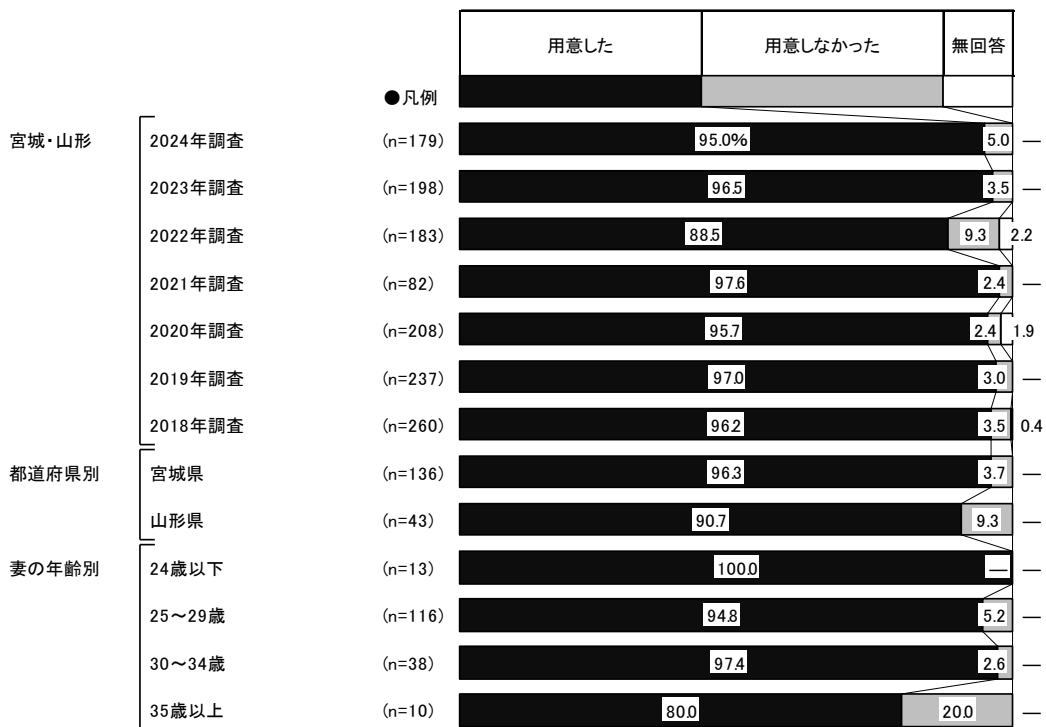 用意した 用意しなかった 無回答
●凡例
宮城・山形 2024年調査 (n=179) 95.0% 5.0 —
2023年調査 (n=198) 96.5 3.5 —
2022年調査 (n=183) 88.5 9.3 2.2
2021年調査 (n=82) 97.6 2.4 —
2020年調査 (n=208) 95.7 2.4 1.9
2019年調査 (n=237) 97.0 3.0 —
2018年調査 (n=260) 96.2 3.5 0.4
都道府県別 宮城県 (n=136) 96.3 3.7 —
山形県 (n=43) 90.7 9.3 —
妻の年齢別 24歳以下 (n=13) 100.0 — —
25～29歳 (n=116) 94.8 5.2 —
30～34歳 (n=38) 97.4 2.6 —
35歳以上 (n=10) 80.0 20.0 —